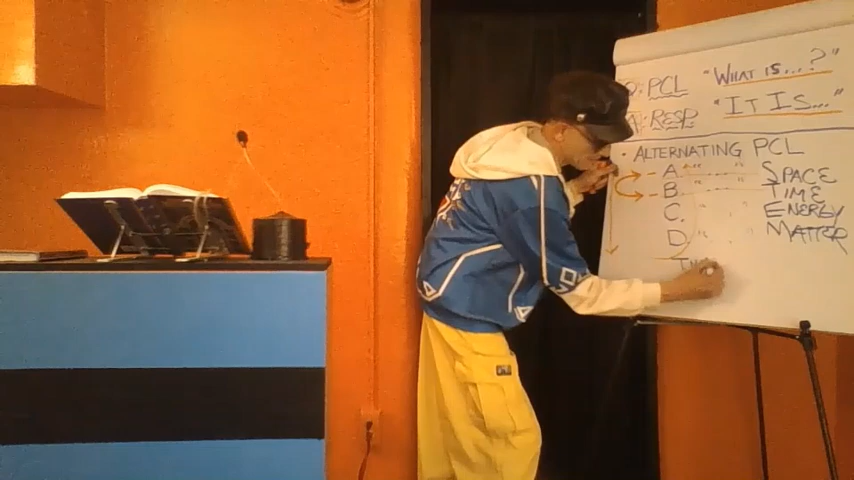 Q: PCL "WHAT IS...?"
A: RESP. "IT IS..."
• ALTERNATING PCL
A - " " SPACE
B - " " TIME
C. " " ENERGY
D " " MATTER